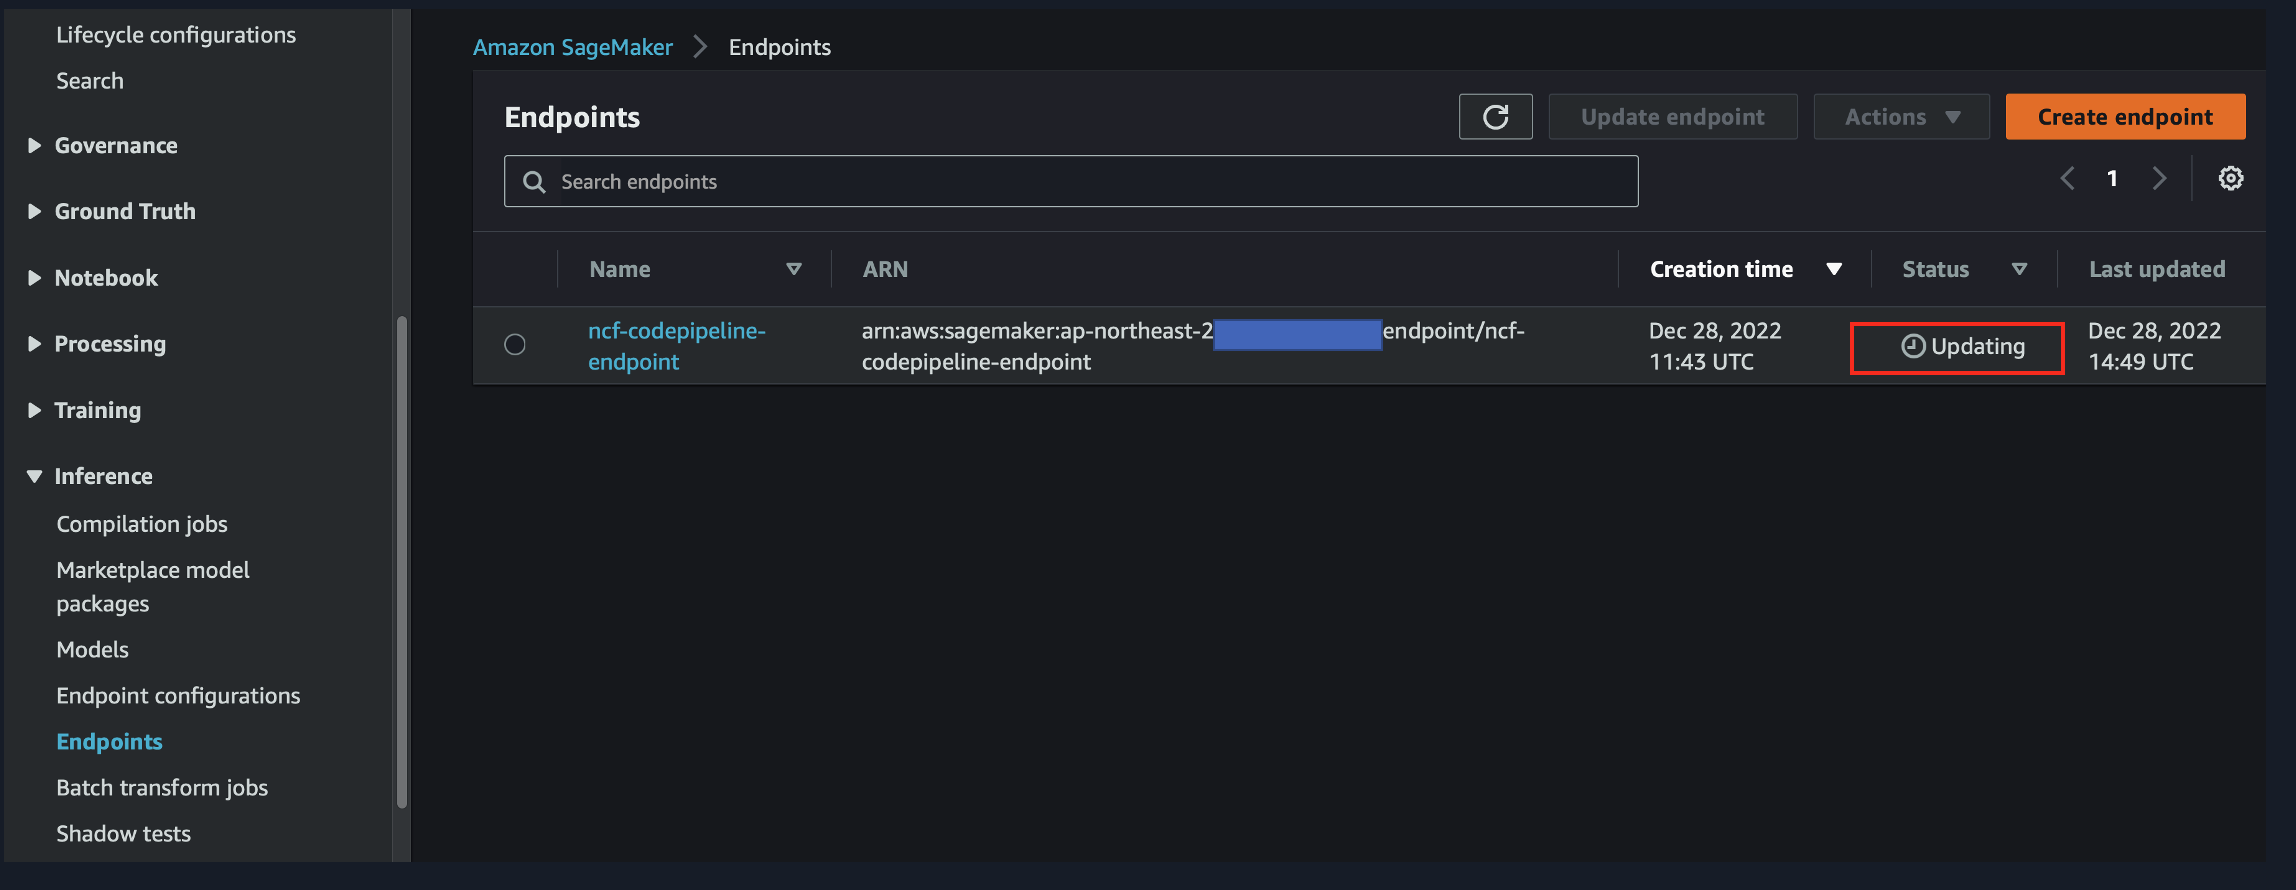 Lifecycle configurations
Search
Governance
Ground Truth
Notebook
Processing
Training
Inference
Compilation jobs
Marketplace model
packages
Models
Endpoint configurations
Endpoints
Batch transform jobs
Shadow tests
Amazon SageMaker > Endpoints
Endpoints
Update endpoint
Actions
Create endpoint
Search endpoints
1
Name ARN Creation time Status Last updated
ncf-codepipeline-
endpoint
arn:aws:sagemaker:ap-northeast-2 endpoint/ncf-
codepipeline-endpoint
Dec 28, 2022
11:43 UTC
Updating
Dec 28, 2022
14:49 UTC